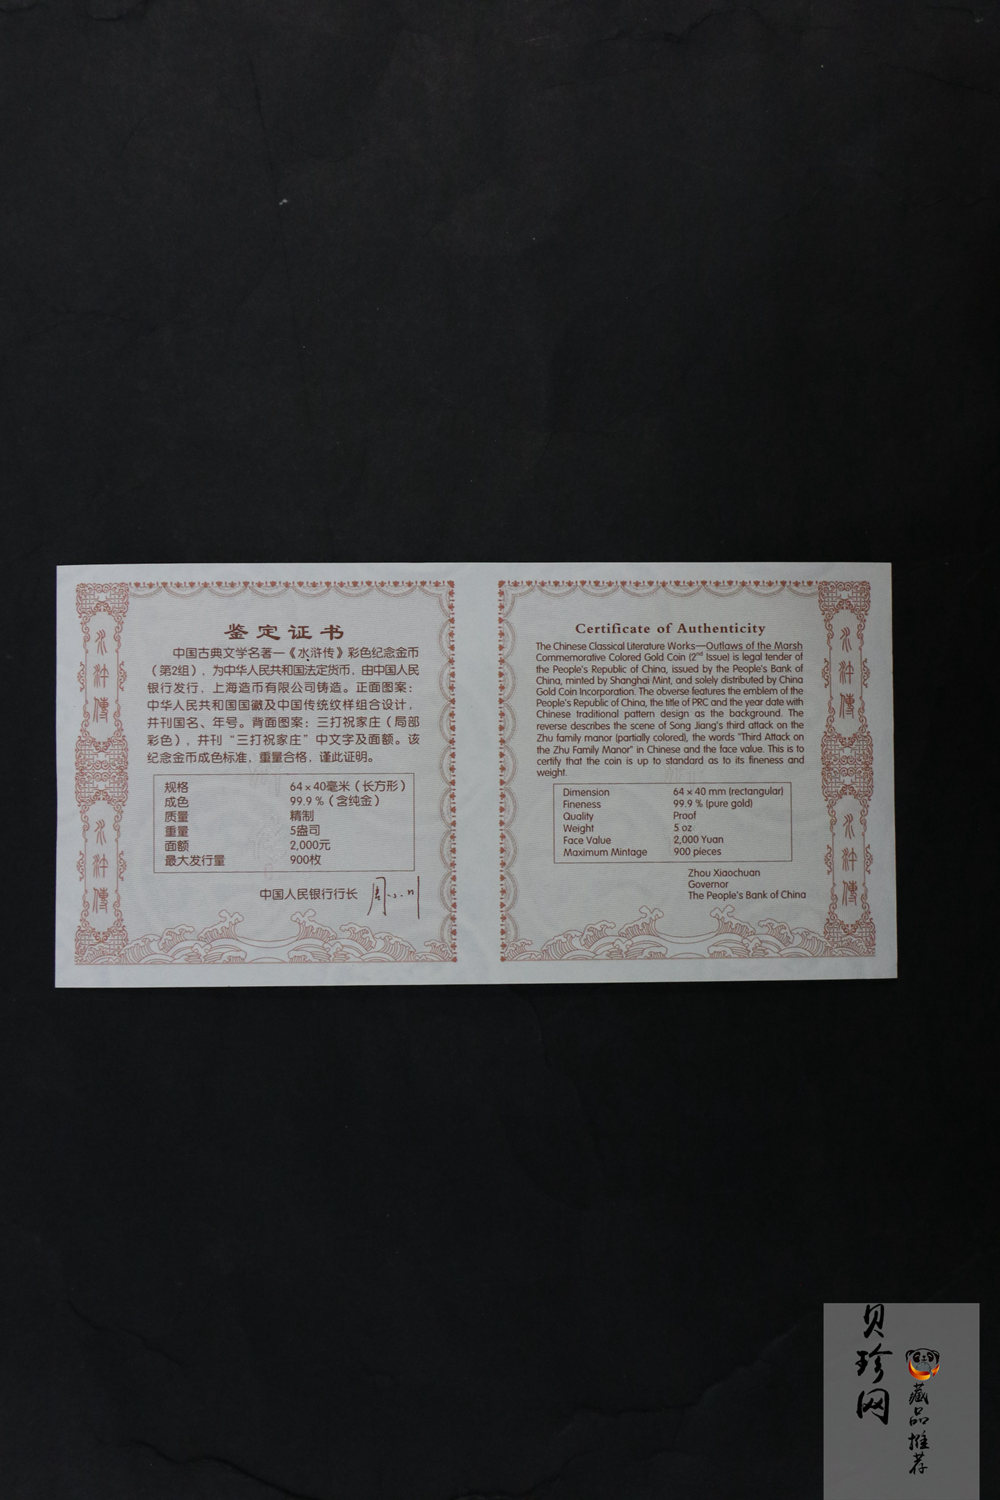 鉴定证书
中国古典文学名著—《水浒传》彩色纪念金币
（第2组），为中华人民共和国法定货币，由中国人民
银行发行，上海造币有限公司铸造。正面图案：
中华人民共和国国徽及中国传统纹样组合设计，
并刊国名、年号。背面图案：三打祝家庄（局部
彩色），并刊“三打祝家庄”中文字及面额。该
纪念金币成色标准，重量合格，谨此证明。
规格 64×40毫米（长方形）
成色 99.9%（含纯金）
质量 精制
重量 5盎司
面额 2,000元
最大发行量 900枚
中国人民银行行长 周小川
水浒傳
水浒傳
Certificate of Authenticity
The Chinese Classical Literature Works—Outlaws of the Marsh
Commemorative Colored Gold Coin (2nd Issue) is legal tender of
the People's Republic of China, issued by the People's Bank of
China, minted by Shanghai Mint, and solely distributed by China
Gold Coin Incorporation. The obverse features the emblem of the
People's Republic of China, the title of PRC and the year date with
Chinese traditional pattern design as the background. The
reverse describes the scene of Song Jiang's third attack on the
Zhu family manor (partially colored), the words "Third Attack on
the Zhu Family Manor" in Chinese and the face value. This is to
certify that the coin is up to standard as to its fineness and
weight.
Dimension 64 × 40 mm (rectangular)
Fineness 99.9 % (pure gold)
Quality Proof
Weight 5 oz
Face Value 2,000 Yuan
Maximum Mintage 900 pieces
Zhou Xiaochuan
Governor
The People's Bank of China
水浒傳
水浒傳
贝珍网
藏品推荐